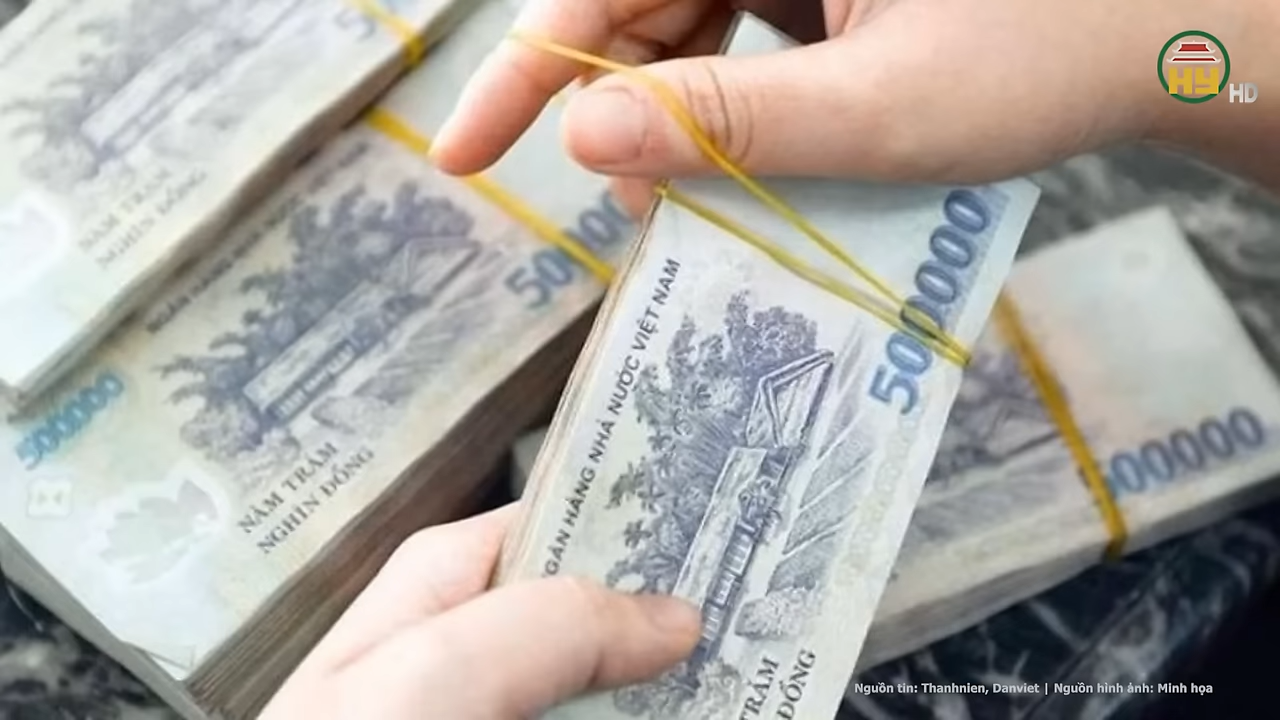 HY HD
NĂM TRĂM
NGHÌN ĐỒNG
500000
500000
NĂM TRĂM
NGHÌN ĐỒNG
NGÂN HÀNG NHÀ NƯỚC VIỆT NAM
500000
TRĂM
ĐỒNG
500000
Nguồn tin: Thanhnien, Danviet | Nguồn hình ảnh: Minh họa